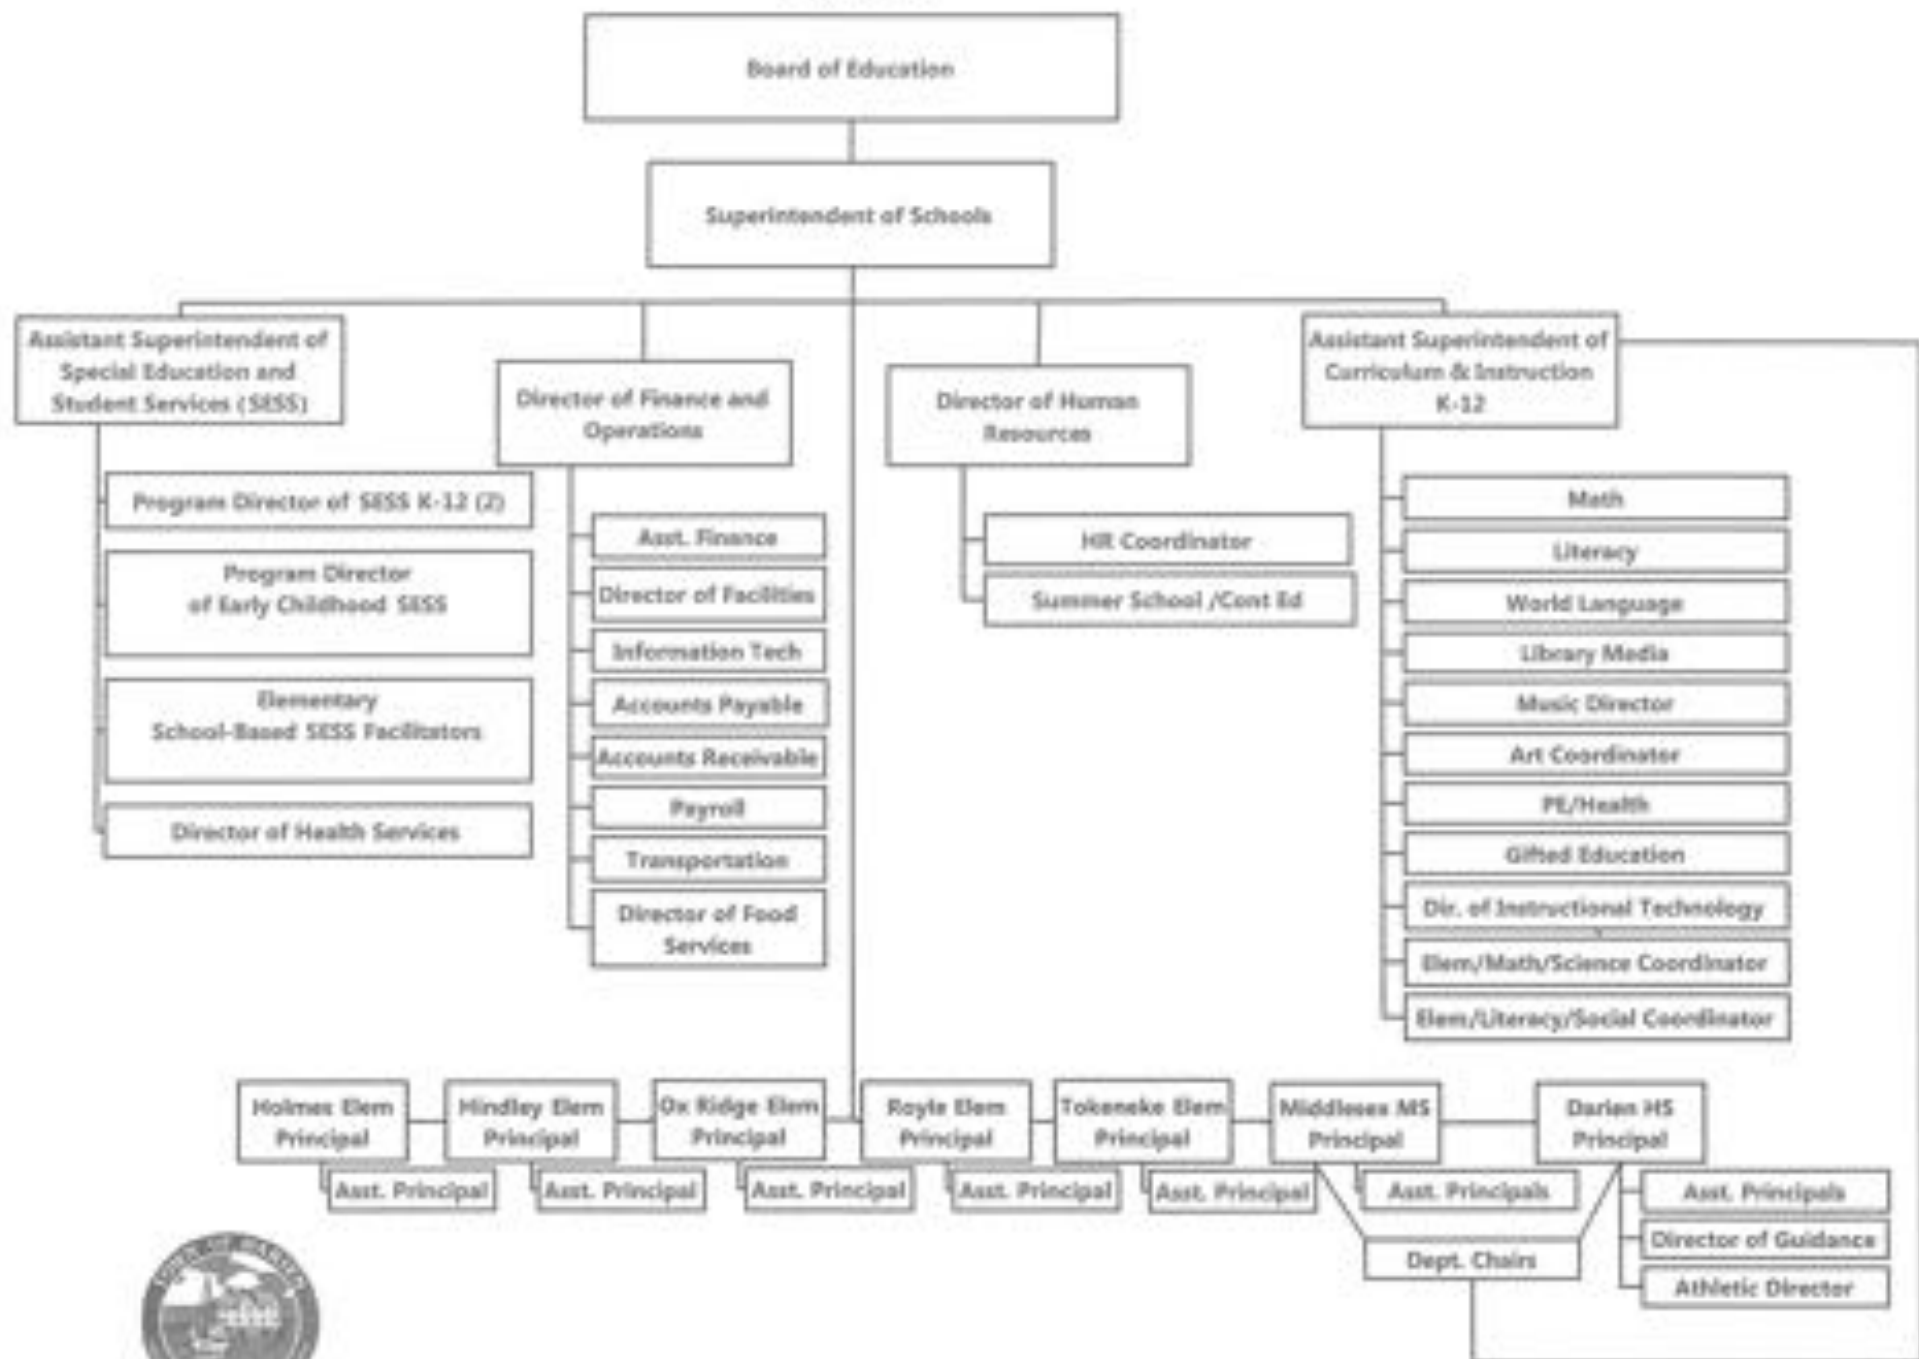 Board of Education
Superintendent of Schools
Assistant Superintendent of
Special Education and
Student Services (SESS)
Program Director of SESS K-12 (2)
Program Director
of Early Childhood SESS
Elementary
School-Based SESS Facilitators
Director of Health Services
Director of Finance and
Operations
Asst. Finance
Director of Facilities
Information Tech
Accounts Payable
Accounts Receivable
Payroll
Transportation
Director of Food
Services
Director of Human
Resources
HR Coordinator
Summer School /Cont Ed
Assistant Superintendent of
Curriculum & Instruction
K-12
Math
Literacy
World Language
Library Media
Music Director
Art Coordinator
PE/Health
Gifted Education
Dir. of Instructional Technology
Elem/Math/Science Coordinator
Elem/Literacy/Social Coordinator
Holmes Elem
Principal
Asst. Principal
Hindley Elem
Principal
Asst. Principal
Ox Ridge Elem
Principal
Asst. Principal
Royle Elem
Principal
Asst. Principal
Tokeneke Elem
Principal
Asst. Principal
Middlesex MS
Principal
Asst. Principals
Darien HS
Principal
Asst. Principals
Director of Guidance
Athletic Director
Dept. Chairs